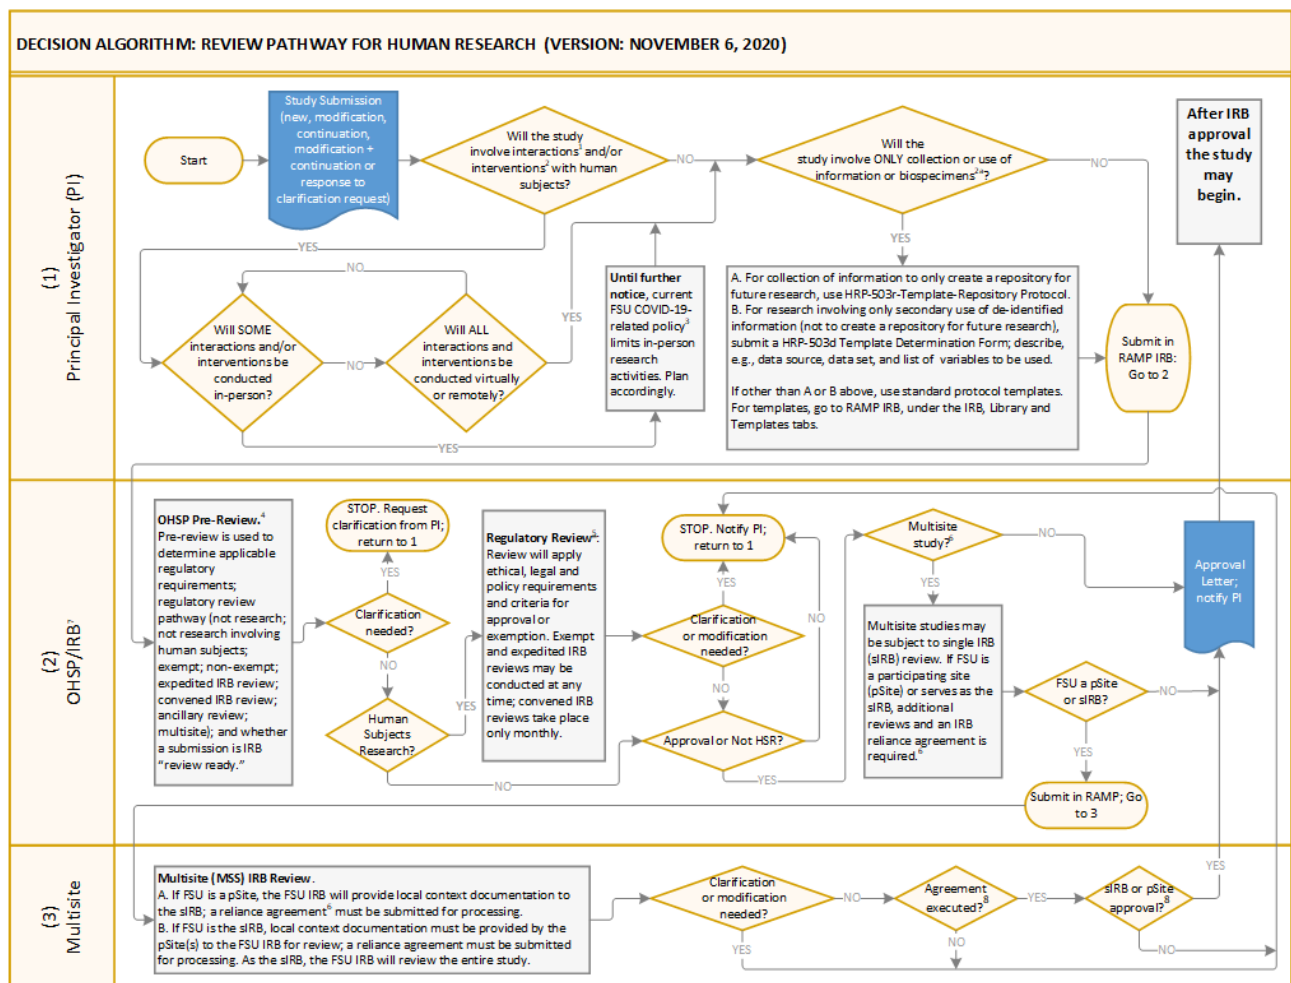 DECISION ALGORITHM: REVIEW PATHWAY FOR HUMAN RESEARCH (VERSION: NOVEMBER 6, 2020)
(1)
Principal Investigator (PI)
Start
Study Submission
(new, modification,
continuation,
modification +
continuation or
response to
clarification request)
Will the study
involve interactions¹ and/or
interventions² with human
subjects?
NO
YES
Will the
study involve ONLY collection or use of
information or biospecimens²ᵃ?
NO
YES
After IRB
approval
the study
may
begin.
NO
Will SOME
interactions and/or
interventions be
conducted
in-person?
NO
YES
Will ALL
interactions and
interventions be
conducted virtually
or remotely?
YES
Until further
notice, current
FSU COVID-19-
related policy³
limits in-person
research
activities. Plan
accordingly.
A. For collection of information to only create a repository for
future research, use HRP-503r-Template-Repository Protocol.
B. For research involving only secondary use of de-identified
information (not to create a repository for future research),
submit a HRP-503d Template Determination Form; describe,
e.g., data source, data set, and list of variables to be used.
If other than A or B above, use standard protocol templates.
For templates, go to RAMP IRB, under the IRB, Library and
Templates tabs.
Submit in
RAMP IRB:
Go to 2
(2)
OHSP/IRB⁷
OHSP Pre-Review.⁴
Pre-review is used to
determine applicable
regulatory
requirements;
regulatory review
pathway (not research;
not research involving
human subjects;
exempt; non-exempt;
expedited IRB review;
convened IRB review;
ancillary review;
multisite); and whether
a submission is IRB
“review ready.”
STOP. Request
clarification from PI;
return to 1
YES
Clarification
needed?
NO
Human
Subjects
Research?
YES
NO
Regulatory Review⁵:
Review will apply
ethical, legal and
policy requirements
and criteria for
approval or
exemption. Exempt
and expedited IRB
reviews may be
conducted at any
time; convened IRB
reviews take place
only monthly.
STOP. Notify PI;
return to 1
YES
Clarification
or modification
needed?
NO
Approval or Not HSR?
NO
YES
Multisite
study?⁶
NO
YES
Multisite studies may
be subject to single IRB
(sIRB) review. If FSU is
a participating site
(pSite) or serves as the
sIRB, additional
reviews and an IRB
reliance agreement is
required.⁶
FSU a pSite
or sIRB?
NO
YES
Submit in RAMP; Go
to 3
Approval
Letter;
notify PI
(3)
Multisite
Multisite (MSS) IRB Review.
A. If FSU is a pSite, the FSU IRB will provide local context documentation to
the sIRB; a reliance agreement⁶ must be submitted for processing.
B. If FSU is the sIRB, local context documentation must be provided by the
pSite(s) to the FSU IRB for review; a reliance agreement must be submitted
for processing. As the sIRB, the FSU IRB will review the entire study.
Clarification
or modification
needed?
NO
YES
Agreement
executed?⁸
YES
NO
sIRB or pSite
approval?⁸
YES
NO